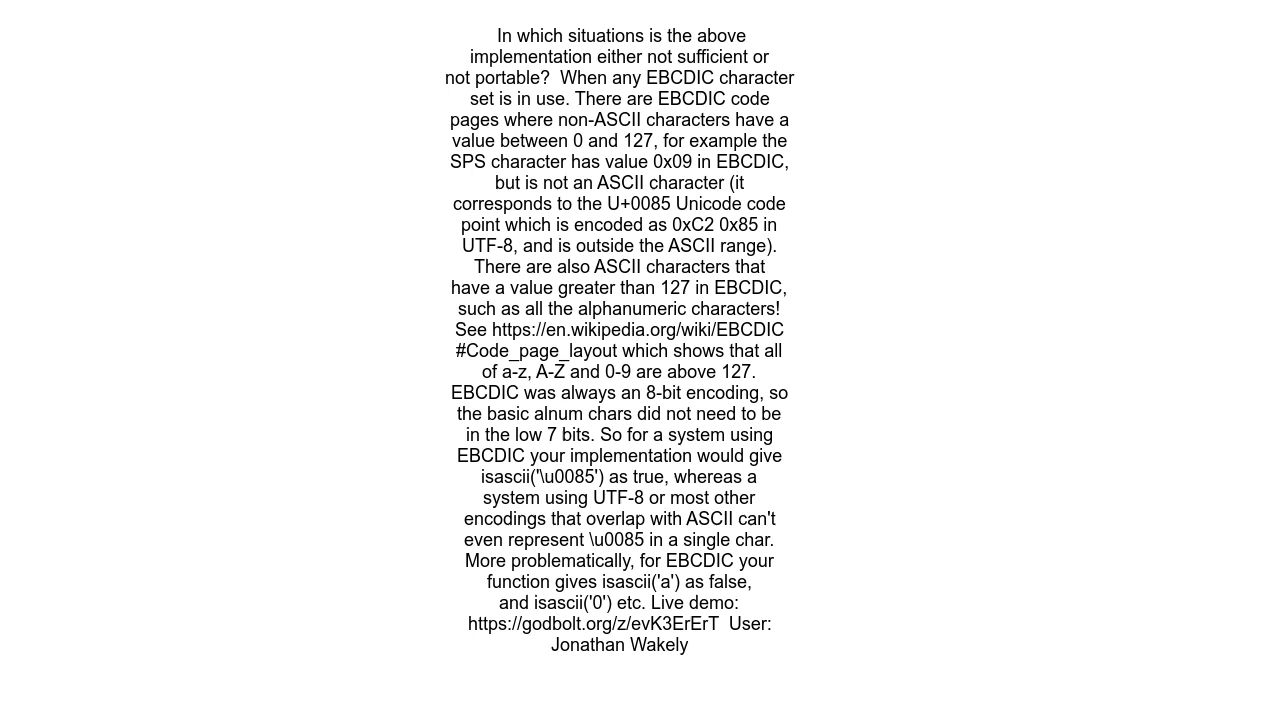 In which situations is the above
implementation either not sufficient or
not portable?  When any EBCDIC character
set is in use. There are EBCDIC code
pages where non-ASCII characters have a
value between 0 and 127, for example the
SPS character has value 0x09 in EBCDIC,
but is not an ASCII character (it
corresponds to the U+0085 Unicode code
point which is encoded as 0xC2 0x85 in
UTF-8, and is outside the ASCII range).
There are also ASCII characters that
have a value greater than 127 in EBCDIC,
such as all the alphanumeric characters!
See https://en.wikipedia.org/wiki/EBCDIC
#Code_page_layout which shows that all
of a-z, A-Z and 0-9 are above 127.
EBCDIC was always an 8-bit encoding, so
the basic alnum chars did not need to be
in the low 7 bits. So for a system using
EBCDIC your implementation would give
isascii('\u0085') as true, whereas a
system using UTF-8 or most other
encodings that overlap with ASCII can't
even represent \u0085 in a single char.
More problematically, for EBCDIC your
function gives isascii('a') as false,
and isascii('0') etc. Live demo:
https://godbolt.org/z/evK3ErErT  User:
Jonathan Wakely